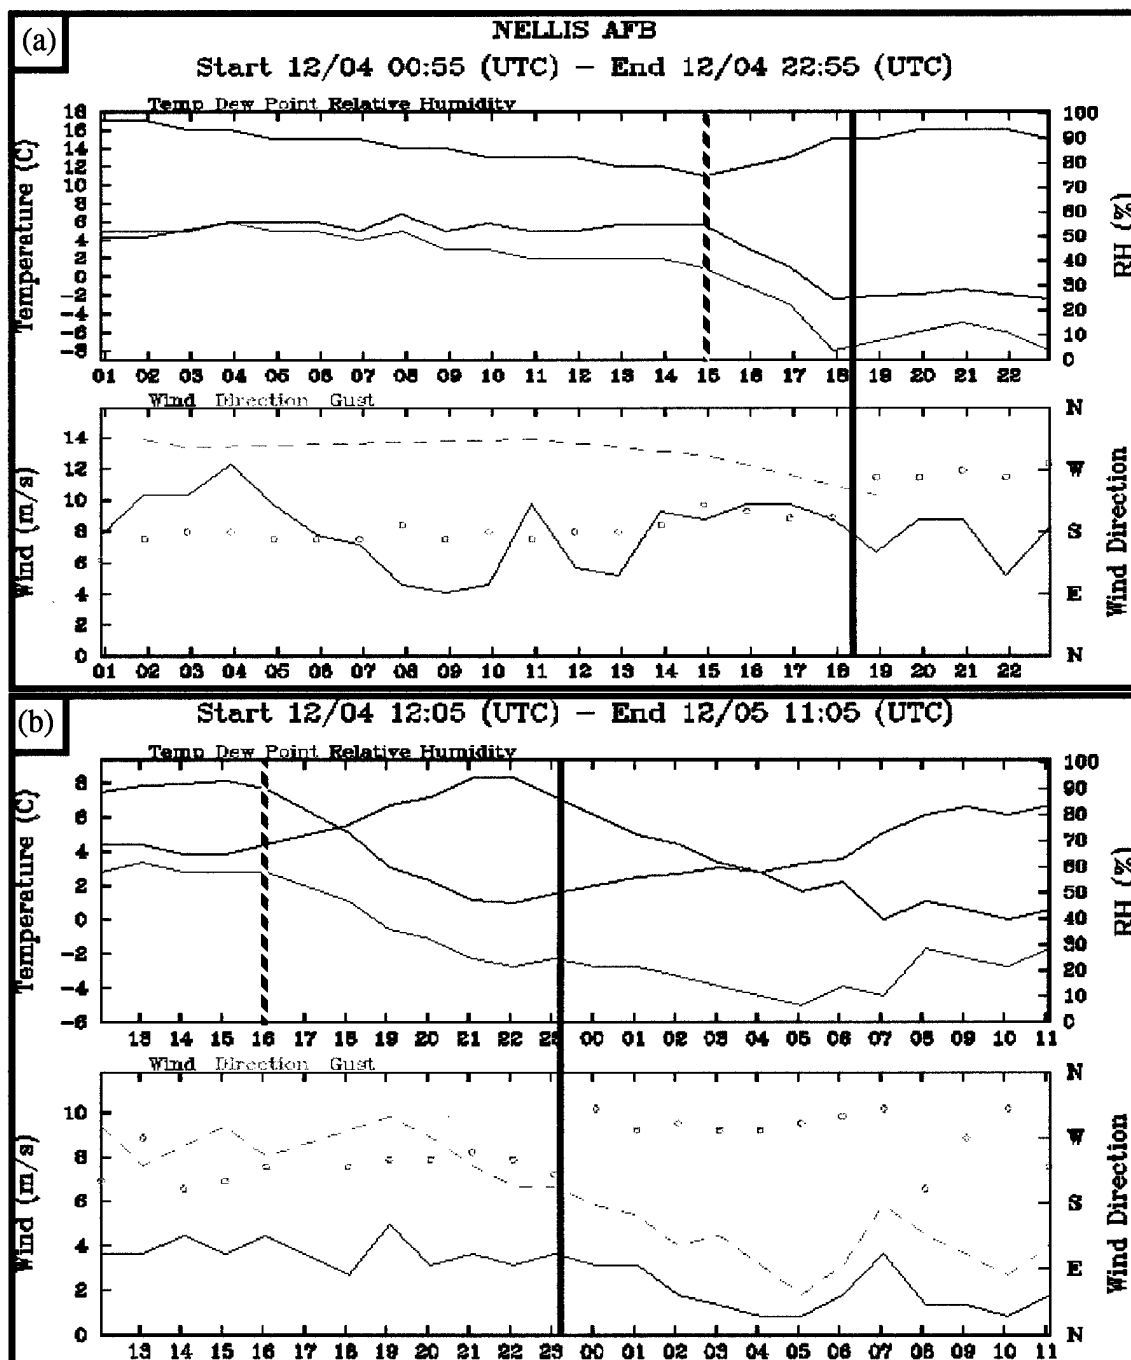 (a)
NELLIS AFB
Start 12/04 00:55 (UTC) – End 12/04 22:55 (UTC)
Temp Dew Point Relative Humidity
18 16 14 12 10 8 6 4 2 0 -2 -4 -6 -8
Temperature (C)
100 90 80 70 60 50 40 30 20 10 0
RH (%)
01 02 03 04 05 06 07 08 09 10 11 12 13 14 15 16 17 18 19 20 21 22
Wind Direction Gust
14 12 10 8 6 4 2 0
Wind (m/s)
N W S E N
Wind Direction
01 02 03 04 05 06 07 08 09 10 11 12 13 14 15 16 17 18 19 20 21 22
(b)
Start 12/04 12:05 (UTC) – End 12/05 11:05 (UTC)
Temp Dew Point Relative Humidity
8 6 4 2 0 -2 -4 -6
Temperature (C)
100 90 80 70 60 50 40 30 20 10 0
RH (%)
13 14 15 16 17 18 19 20 21 22 23 00 01 02 03 04 05 06 07 08 09 10 11
Wind Direction Gust
10 8 6 4 2 0
Wind (m/s)
N W S E N
Wind Direction
13 14 15 16 17 18 19 20 21 22 23 00 01 02 03 04 05 06 07 08 09 10 11